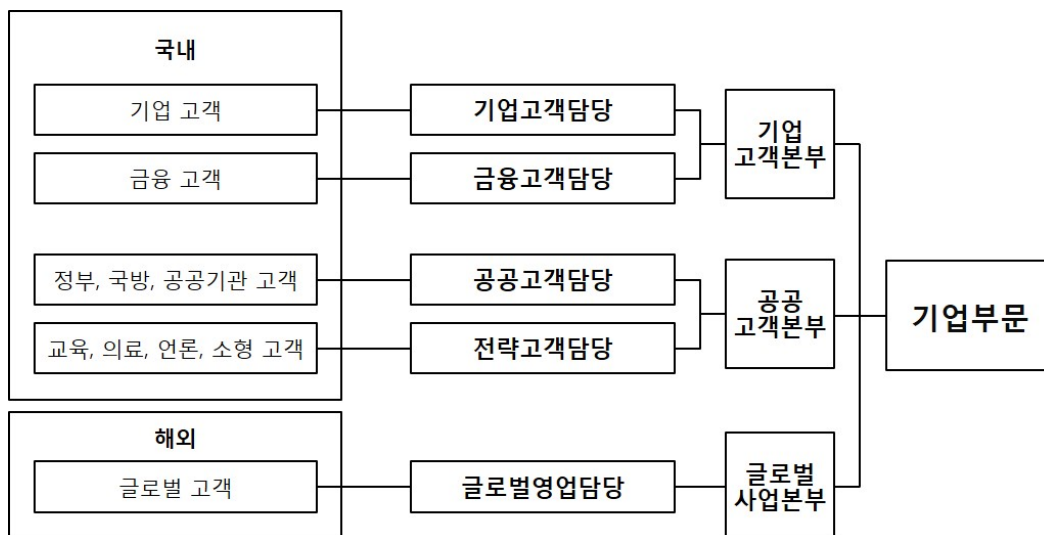 국내
기업 고객
기업고객담당
기업
고객본부
금융 고객
금융고객담당
정부, 국방, 공공기관 고객
공공고객담당
공공
고객본부
기업부문
교육, 의료, 언론, 소형 고객
전략고객담당
해외
글로벌 고객
글로벌영업담당
글로벌
사업본부